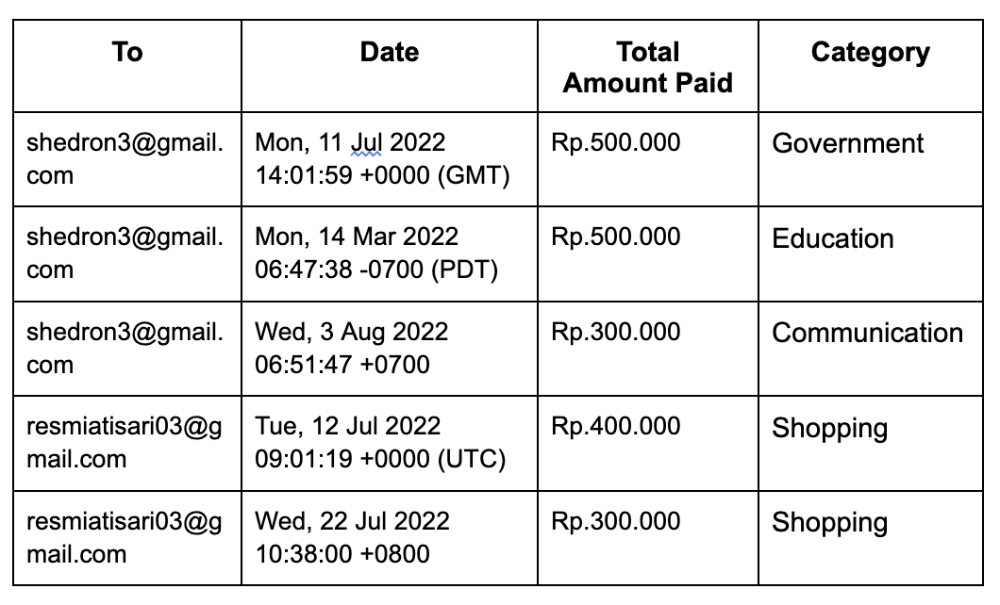 To Date Total Amount Paid Category
shedron3@gmail.
com
Mon, 11 Jul 2022
14:01:59 +0000 (GMT)
Rp.500.000
Government
shedron3@gmail.
com
Mon, 14 Mar 2022
06:47:38 -0700 (PDT)
Rp.500.000
Education
shedron3@gmail.
com
Wed, 3 Aug 2022
06:51:47 +0700
Rp.300.000
Communication
resmiatisari03@g
mail.com
Tue, 12 Jul 2022
09:01:19 +0000 (UTC)
Rp.400.000
Shopping
resmiatisari03@g
mail.com
Wed, 22 Jul 2022
10:38:00 +0800
Rp.300.000
Shopping